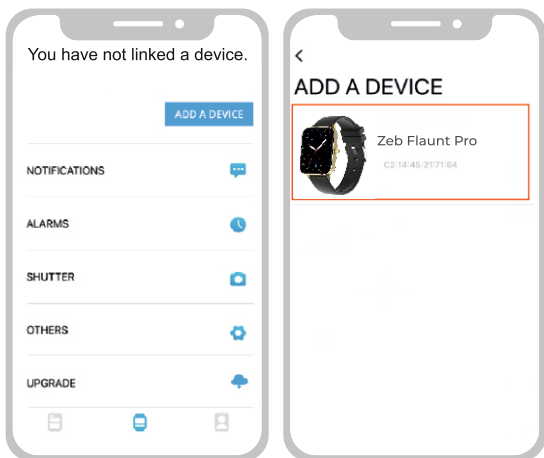 You have not linked a device.
ADD A DEVICE
NOTIFICATIONS
ALARMS
SHUTTER
OTHERS
UPGRADE
ADD A DEVICE
Zeb Flaunt Pro
C2:14:45:21:71:64